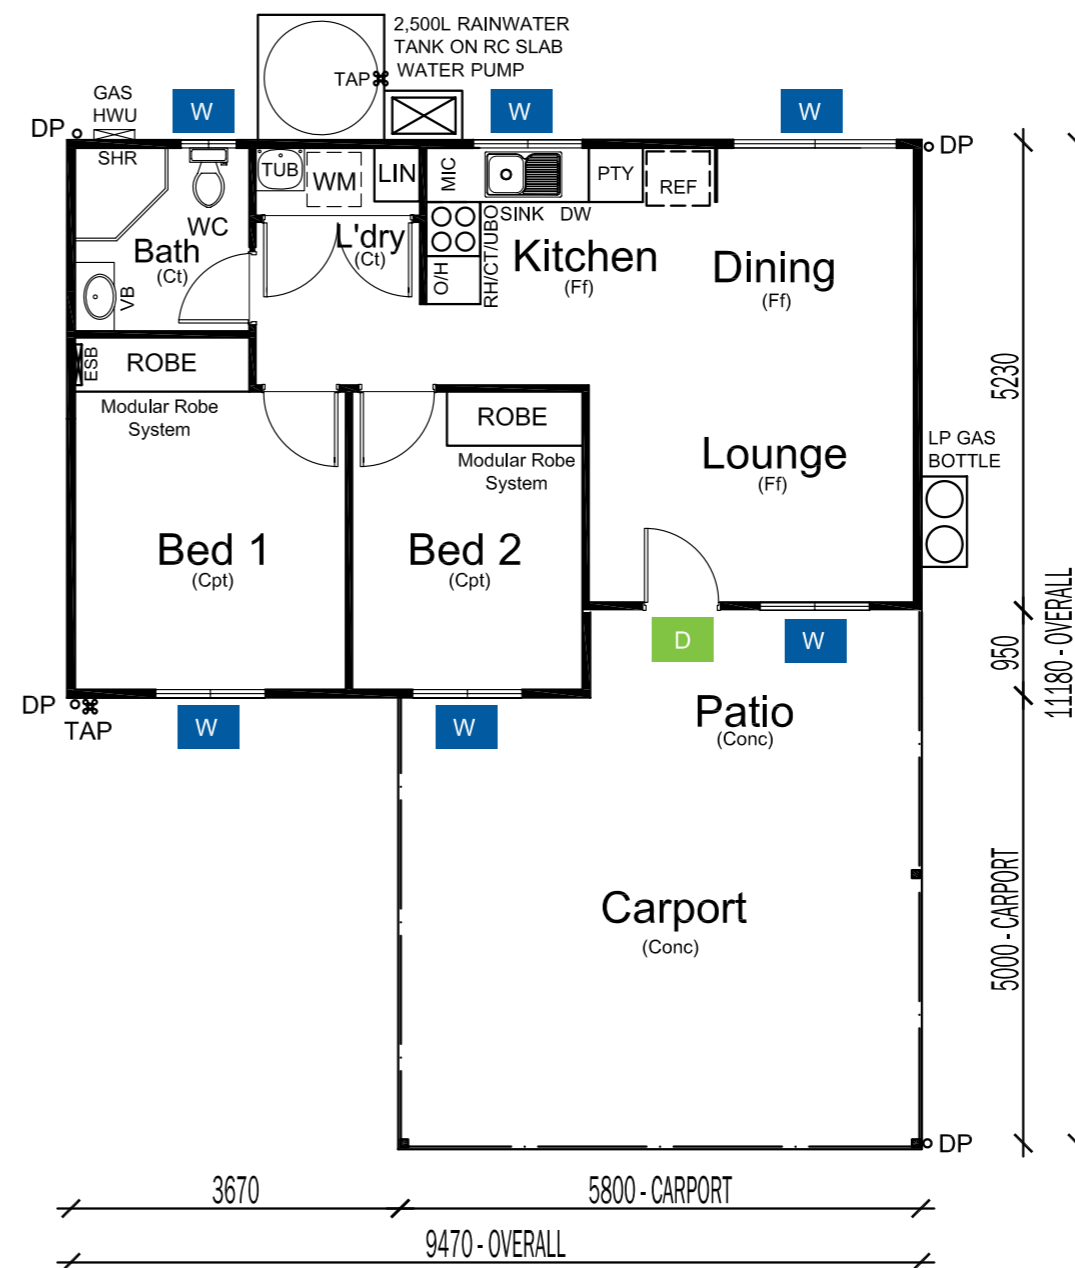 2,500L RAINWATER
TANK ON RC SLAB
WATER PUMP
TAP
GAS
HWU
DP
W
W
W
DP
SHR
WC
Bath
(Ct)
VB
TUB
WM
LIN
L'dry
(Ct)
MIC
SINK
DW
PTY
REF
O/H
RH/CT/UBO
Kitchen
(Ff)
Dining
(Ff)
ESB
ROBE
Modular Robe
System
ROBE
Modular Robe
System
Lounge
(Ff)
LP GAS
BOTTLE
Bed 1
(Cpt)
Bed 2
(Cpt)
D
W
DP
TAP
W
W
Patio
(Conc)
Carport
(Conc)
DP
5230
950
5000 - CARPORT
11180 - OVERALL
3670
5800 - CARPORT
9470 - OVERALL